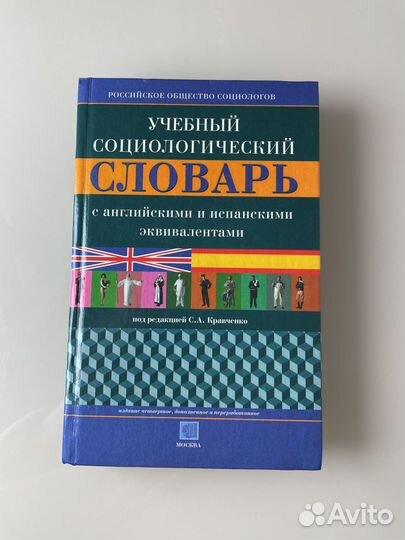 РОССИЙСКОЕ ОБЩЕСТВО СОЦИОЛОГОВ
УЧЕБНЫЙ
СОЦИОЛОГИЧЕСКИЙ
СЛОВАРЬ
с английскими и испанскими
эквивалентами
под редакцией С.А. Кравченко
издание четвертое, дополненное и переработанное
МОСКВА
Avito